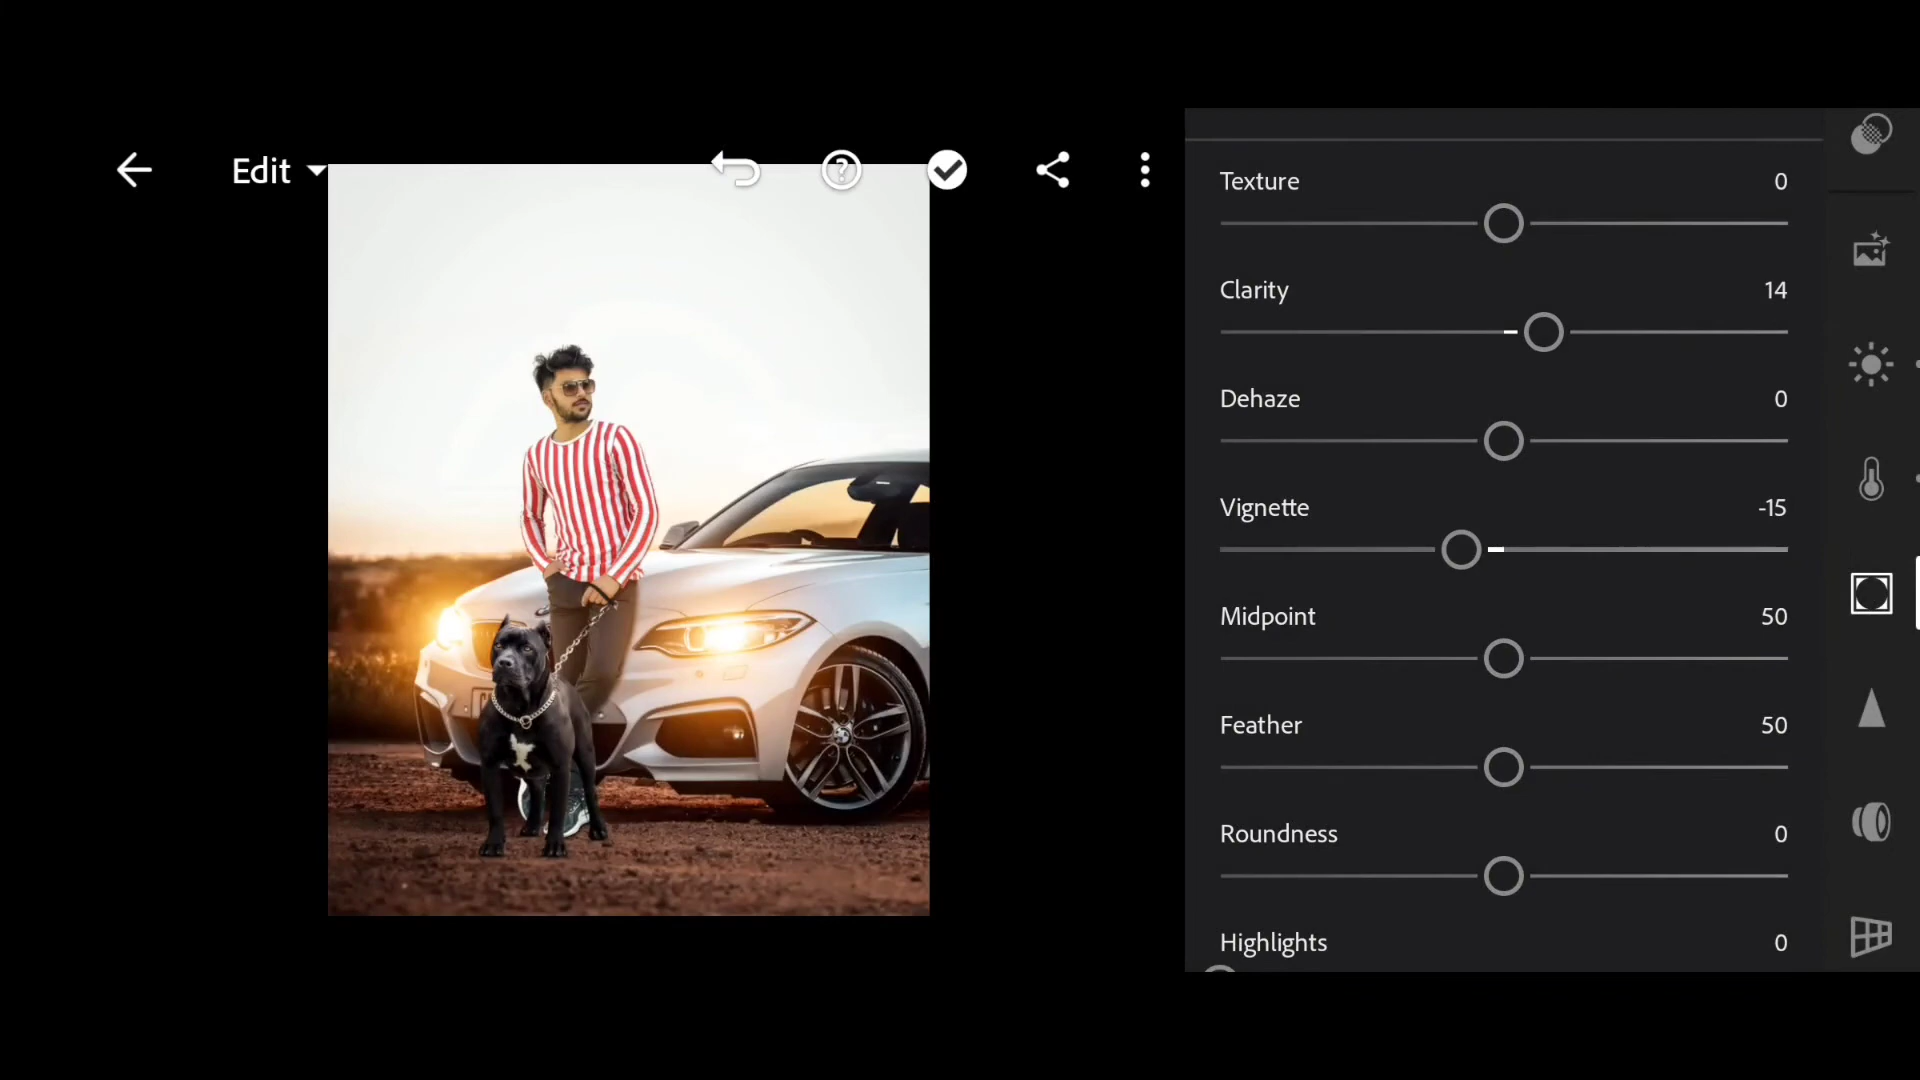 Edit
Texture 0
Clarity 14
Dehaze 0
Vignette -15
Midpoint 50
Feather 50
Roundness 0
Highlights 0